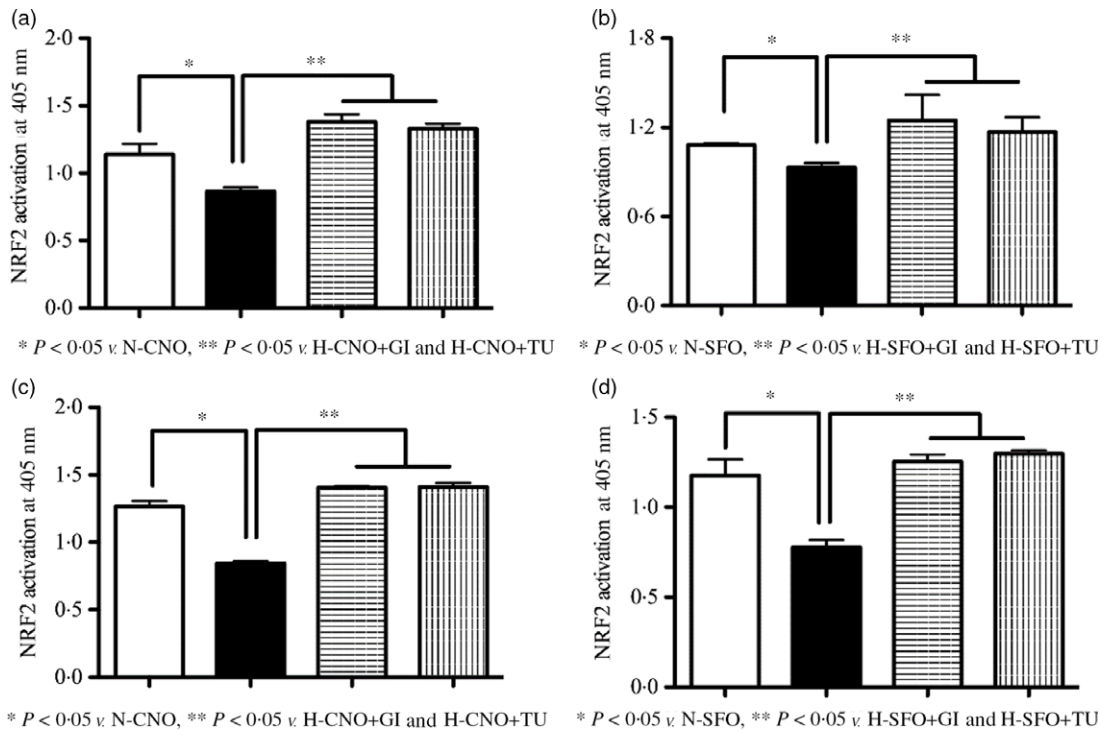 (a)
2·0
1·5
1·0
0·5
0·0
NRF2 activation at 405 nm
*
**
* P < 0·05 v. N-CNO, ** P < 0·05 v. H-CNO+GI and H-CNO+TU
(b)
1·8
1·2
0·6
0·0
NRF2 activation at 405 nm
*
**
* P < 0·05 v. N-SFO, ** P < 0·05 v. H-SFO+GI and H-SFO+TU
(c)
2·0
1·5
1·0
0·5
0·0
NRF2 activation at 405 nm
*
**
* P < 0·05 v. N-CNO, ** P < 0·05 v. H-CNO+GI and H-CNO+TU
(d)
1·5
1·0
0·5
0·0
NRF2 activation at 405 nm
*
**
* P < 0·05 v. N-SFO, ** P < 0·05 v. H-SFO+GI and H-SFO+TU